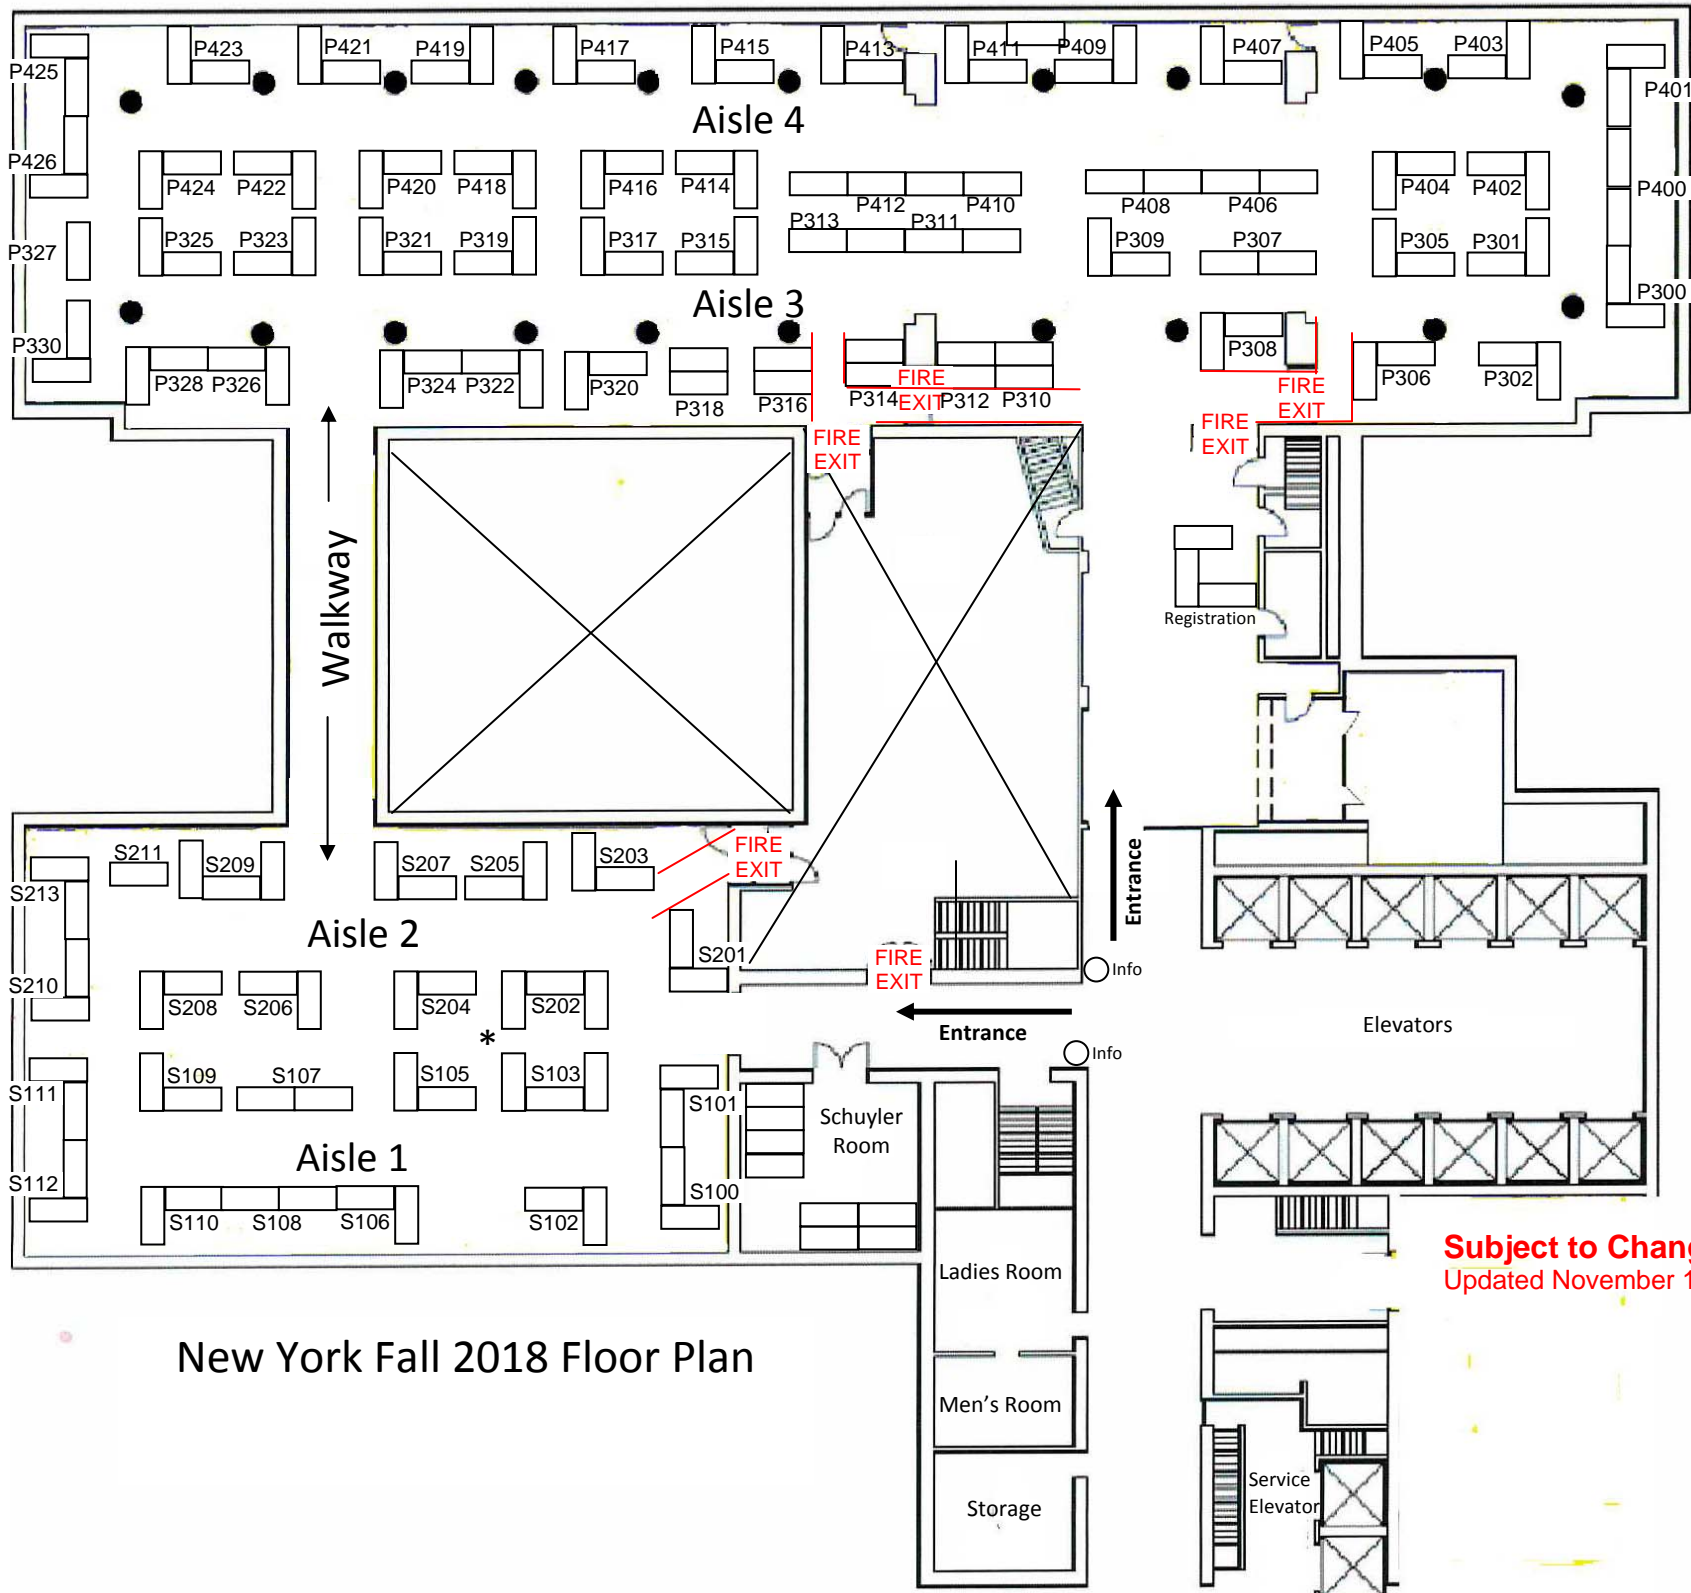 P423
P421
P419
P417
P415
P413
P411
P409
P407
P405
P403
P425
P401
Aisle 4
P426
P424
P422
P420
P418
P416
P414
P412
P410
P408
P406
P404
P402
P400
P327
P325
P323
P321
P319
P317
P315
P313
P311
P309
P307
P305
P301
Aisle 3
P300
P330
P328
P326
P324
P322
P320
P318
P316
P314
FIRE
EXIT
P312
P310
P308
FIRE
EXIT
P306
P302
FIRE
EXIT
FIRE
EXIT
Walkway
Registration
S211
S209
S207
S205
S203
FIRE
EXIT
Entrance
S213
Aisle 2
S201
FIRE
EXIT
Info
S210
S208
S206
S204
S202
*
Entrance
Info
Elevators
S111
S109
S107
S105
S103
S101
Schuyler
Room
Aisle 1
S112
S110
S108
S106
S102
S100
Subject to Chang
Updated November 1
Ladies Room
New York Fall 2018 Floor Plan
Men's Room
Storage
Service
Elevator